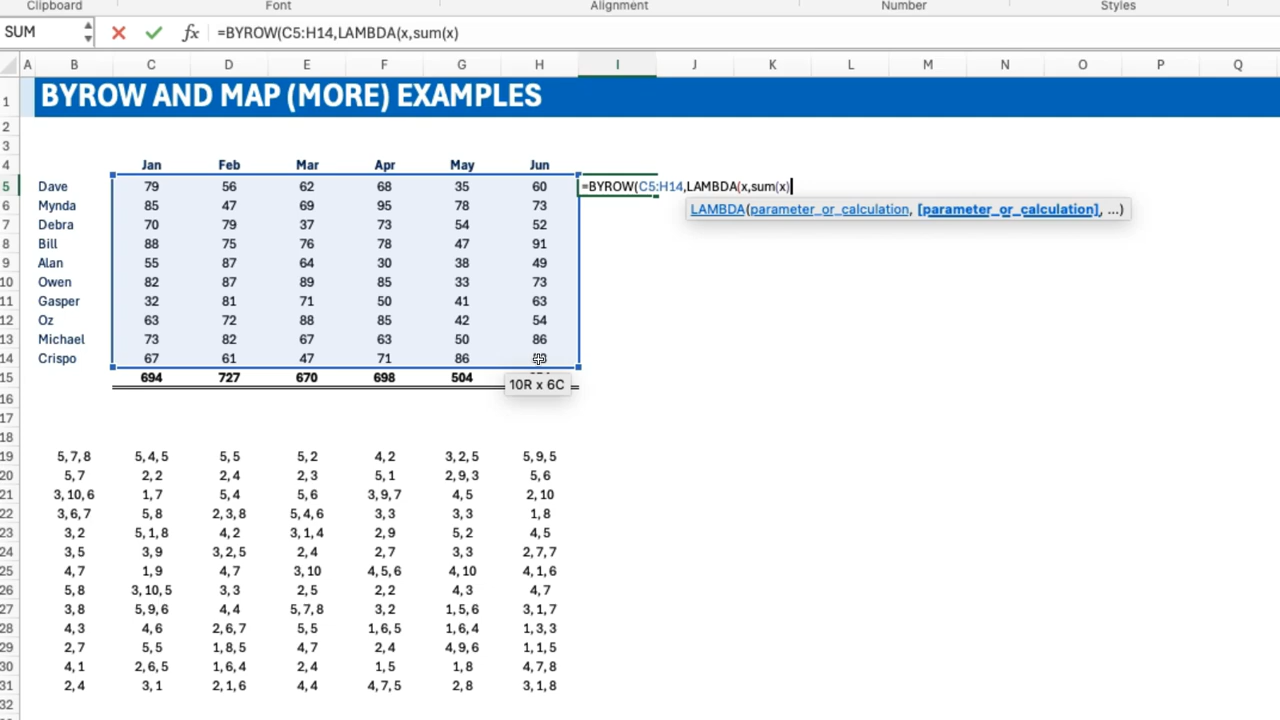 Clipboard Font Alignment Number Styles
SUM =BYROW(C5:H14,LAMBDA(x,sum(x)
A B C D E F G H I J K L M N O P Q
1 BYROW AND MAP (MORE) EXAMPLES
2
3
4 Jan Feb Mar Apr May Jun
5 Dave 79 56 62 68 35 60 =BYROW(C5:H14,LAMBDA(x,sum(x)
6 Mynda 85 47 69 95 78 73 LAMBDA(parameter_or_calculation, [parameter_or_calculation], ...)
7 Debra 70 79 37 73 54 52
8 Bill 88 75 76 78 47 91
9 Alan 55 87 64 30 38 49
10 Owen 82 87 89 85 33 73
11 Gasper 32 81 71 50 41 63
12 Oz 63 72 88 85 42 54
13 Michael 73 82 67 63 50 86
14 Crispo 67 61 47 71 86
15 694 727 670 698 504
10R x 6C
16
17
18
19 5, 7, 8 5, 4, 5 5, 5 5, 2 4, 2 3, 2, 5 5, 9, 5
20 5, 7 2, 2 2, 4 2, 3 5, 1 2, 9, 3 5, 6
21 3, 10, 6 1, 7 5, 4 5, 6 3, 9, 7 4, 5 2, 10
22 3, 6, 7 5, 8 2, 3, 8 5, 4, 6 3, 3 3, 3 1, 8
23 3, 2 5, 1, 8 4, 2 3, 1, 4 2, 9 5, 2 4, 5
24 3, 5 3, 9 3, 2, 5 2, 4 2, 7 3, 3 2, 7, 7
25 4, 7 1, 9 4, 7 3, 10 4, 5, 6 4, 10 4, 1, 6
26 5, 8 3, 10, 5 3, 3 2, 5 2, 2 4, 3 4, 7
27 3, 8 5, 9, 6 4, 4 5, 7, 8 3, 2 1, 5, 6 3, 1, 7
28 4, 3 4, 6 2, 6, 7 5, 5 1, 6, 5 1, 6, 4 1, 3, 3
29 2, 7 5, 5 1, 8, 5 4, 7 2, 4 4, 9, 6 1, 1, 5
30 4, 1 2, 6, 5 1, 6, 4 2, 4 1, 5 1, 8 4, 7, 8
31 2, 4 3, 1 2, 1, 6 4, 4 4, 7, 5 2, 8 3, 1, 8
32